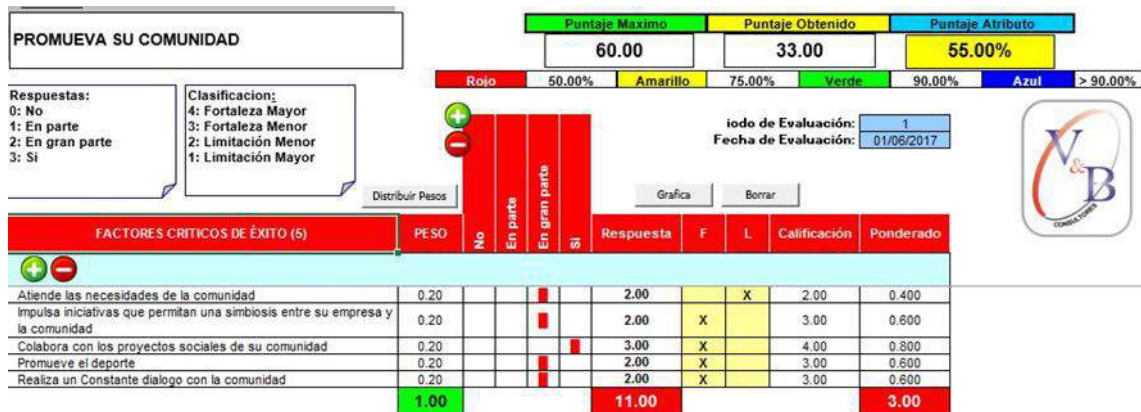 PROMUEVA SU COMUNIDAD
Puntaje Maximo Puntaje Obtenido Puntaje Atributo
60.00 33.00 55.00%
Rojo 50.00% Amarillo 75.00% Verde 90.00% Azul > 90.00%
Respuestas:
0: No
1: En parte
2: En gran parte
3: Si
Clasificacion:
4: Fortaleza Mayor
3: Fortaleza Menor
2: Limitación Menor
1: Limitación Mayor
iodo de Evaluación: 1
Fecha de Evaluación: 01/06/2017
V&B
CONSULTORES
Distribuir Pesos
Grafica Borrar
FACTORES CRITICOS DE ÈXITO (5) PESO No En parte En gran parte Si Respuesta F L Calificación Ponderado
Atiende las necesidades de la comunidad 0.20 2.00 X 2.00 0.400
Impulsa iniciativas que permitan una simbiosis entre su empresa y
la comunidad 0.20 2.00 X 3.00 0.600
Colabora con los proyectos sociales de su comunidad 0.20 3.00 X 4.00 0.800
Promueve el deporte 0.20 2.00 X 3.00 0.600
Realiza un Constante dialogo con la comunidad 0.20 2.00 X 3.00 0.600
1.00 11.00 3.00